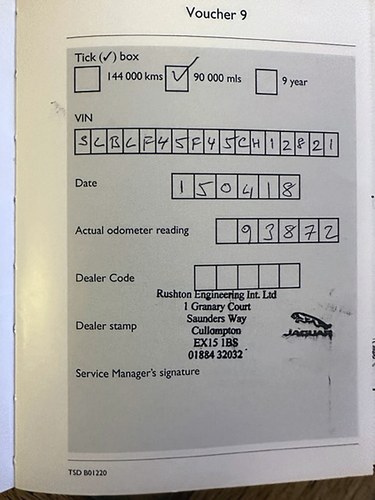 Voucher 9
Tick (✓) box
144 000 kms ✓ 90 000 mls 9 year
VIN
SCBLF45F45CH12821
Date
150418
Actual odometer reading 93872
Dealer Code
Rushton Engineering Int. Ltd
1 Granary Court
Saunders Way
Dealer stamp Cullompton JAGUAR
EX15 1BS
01884 32032
Service Manager's signature
TSD B01220